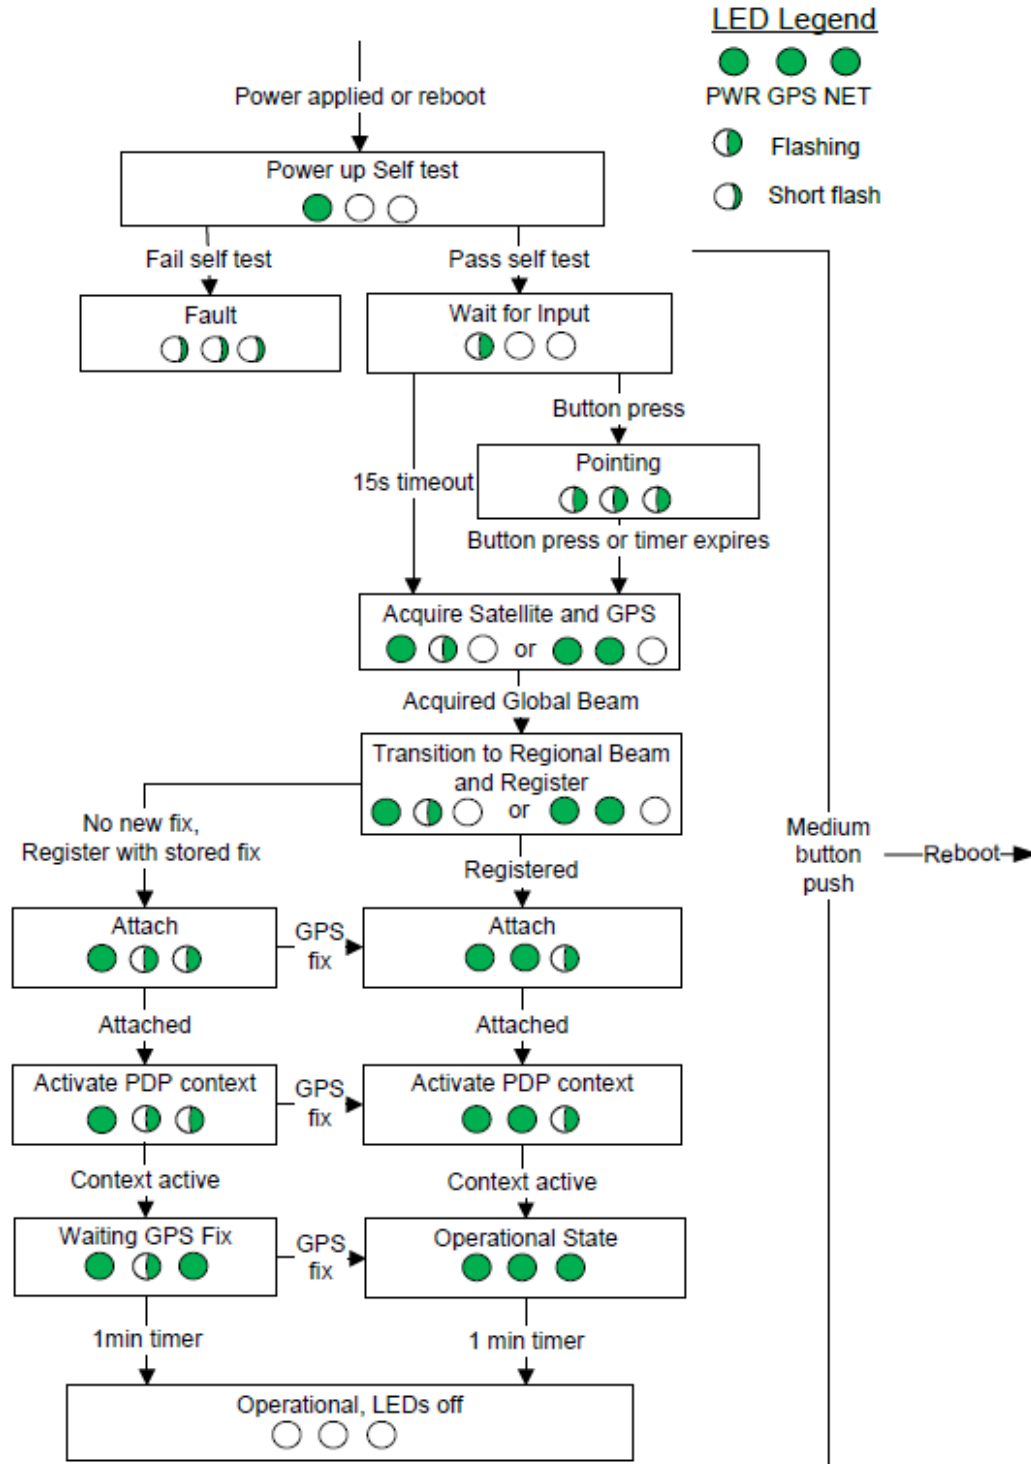 LED Legend
PWR GPS NET
Flashing
Short flash
Power applied or reboot
Power up Self test
Fail self test
Pass self test
Fault
Wait for Input
Button press
Pointing
15s timeout
Button press or timer expires
Acquire Satellite and GPS
or
Acquired Global Beam
Transition to Regional Beam
and Register
or
No new fix,
Register with stored fix
Registered
Medium
button
push
Reboot
Attach
GPS
fix
Attach
Attached
Attached
Activate PDP context
GPS
fix
Activate PDP context
Context active
Context active
Waiting GPS Fix
GPS
fix
Operational State
1min timer
1 min timer
Operational, LEDs off